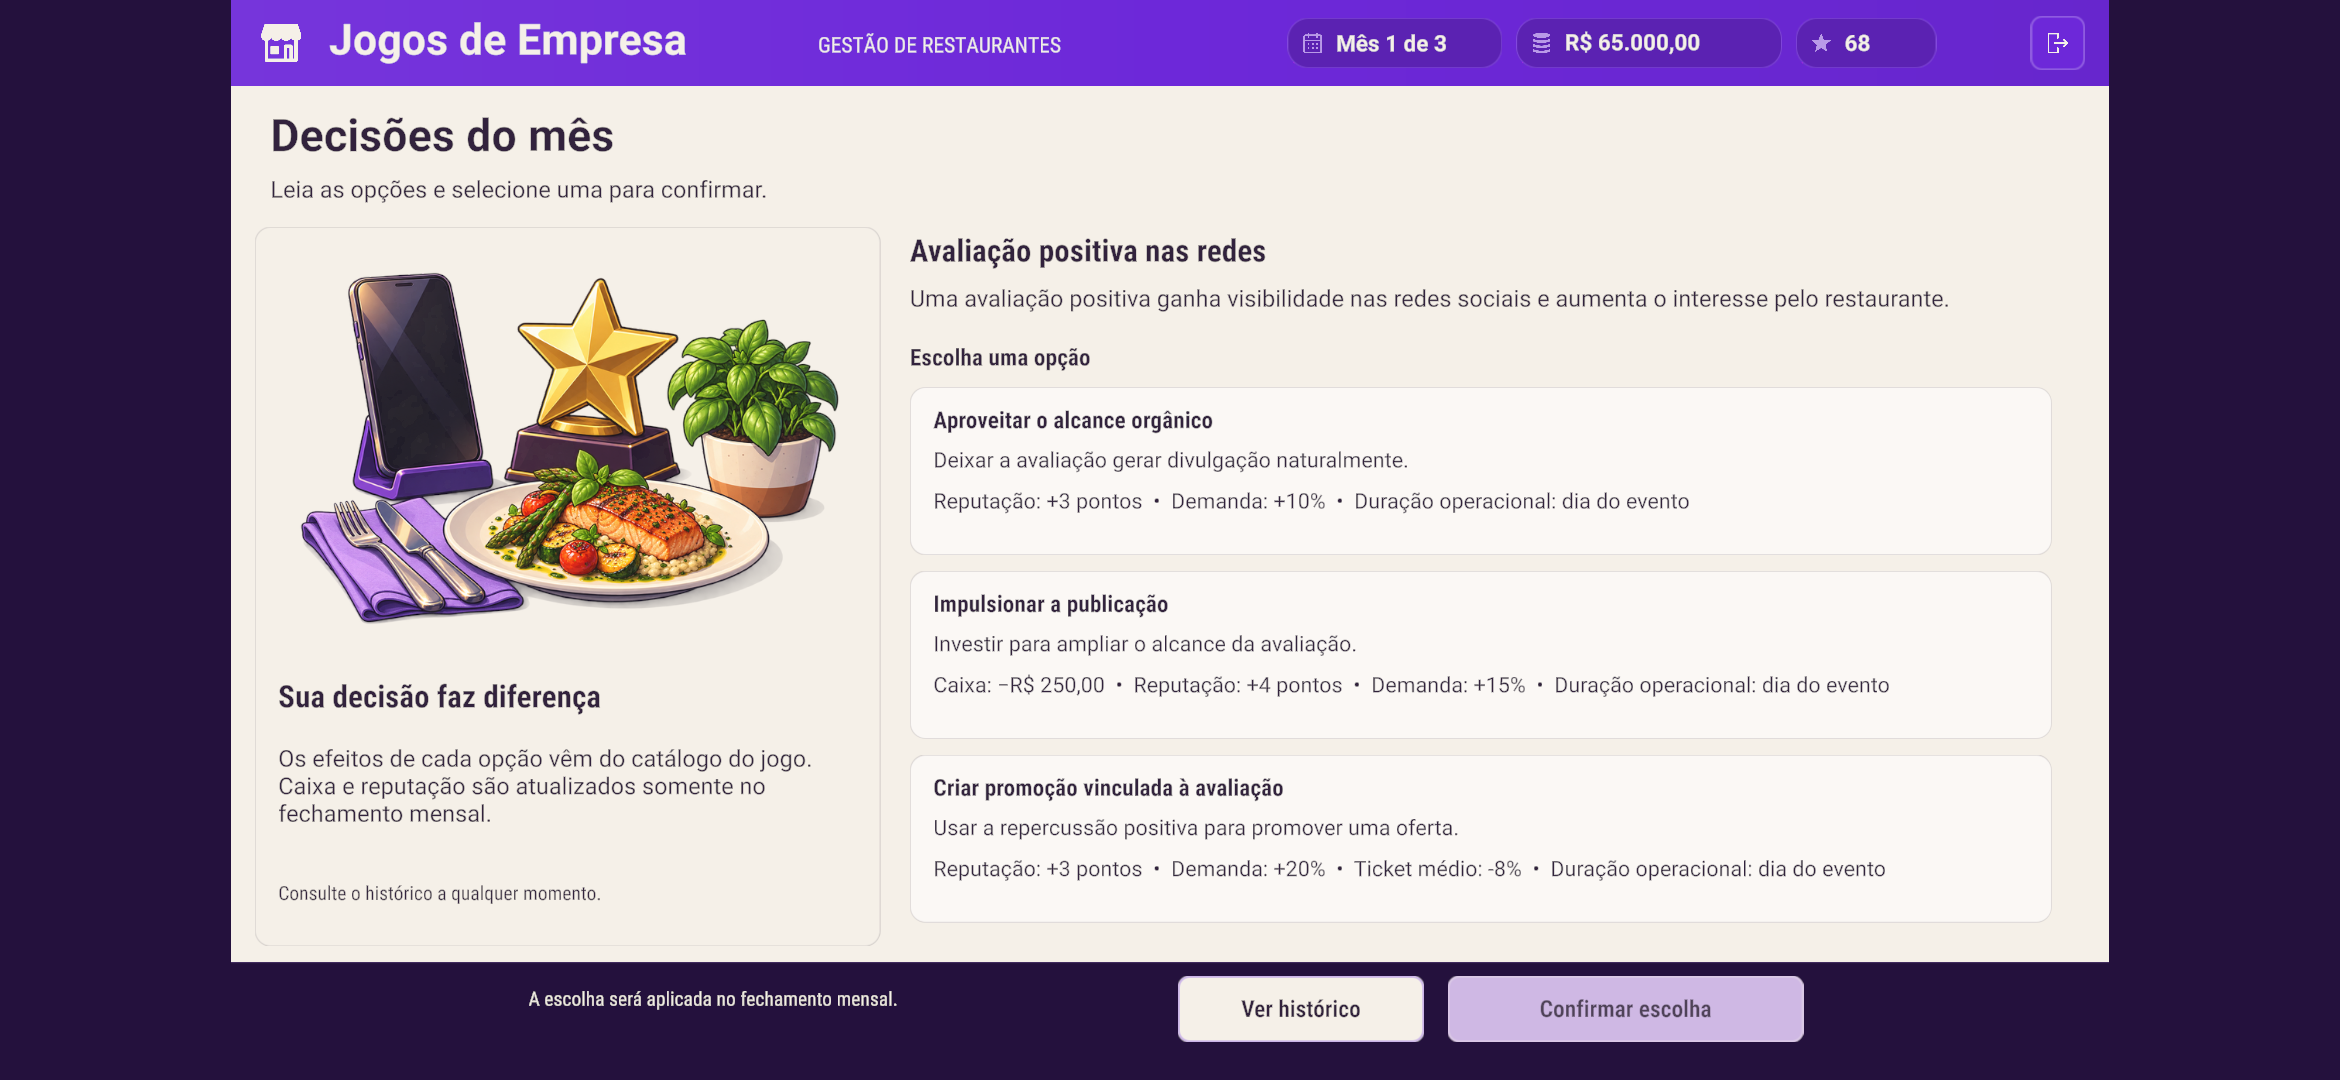 Jogos de Empresa
GESTÃO DE RESTAURANTES
Mês 1 de 3
R$ 65.000,00
68
Decisões do mês
Leia as opções e selecione uma para confirmar.
Sua decisão faz diferença
Os efeitos de cada opção vêm do catálogo do jogo.
Caixa e reputação são atualizados somente no
fechamento mensal.
Consulte o histórico a qualquer momento.
Avaliação positiva nas redes
Uma avaliação positiva ganha visibilidade nas redes sociais e aumenta o interesse pelo restaurante.
Escolha uma opção
Aproveitar o alcance orgânico
Deixar a avaliação gerar divulgação naturalmente.
Reputação: +3 pontos • Demanda: +10% • Duração operacional: dia do evento
Impulsionar a publicação
Investir para ampliar o alcance da avaliação.
Caixa: −R$ 250,00 • Reputação: +4 pontos • Demanda: +15% • Duração operacional: dia do evento
Criar promoção vinculada à avaliação
Usar a repercussão positiva para promover uma oferta.
Reputação: +3 pontos • Demanda: +20% • Ticket médio: -8% • Duração operacional: dia do evento
A escolha será aplicada no fechamento mensal.
Ver histórico
Confirmar escolha